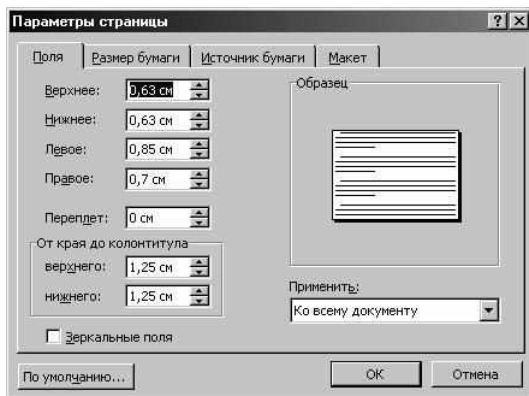 Параметры страницы
Поля Размер бумаги Источник бумаги Макет
Верхнее: 0,63 см
Нижнее: 0,63 см
Левое: 0,85 см
Правое: 0,7 см
Переплет: 0 см
От края до колонтитула
верхнего: 1,25 см
нижнего: 1,25 см
Зеркальные поля
Образец
Применить:
Ко всему документу
По умолчанию... ОК Отмена